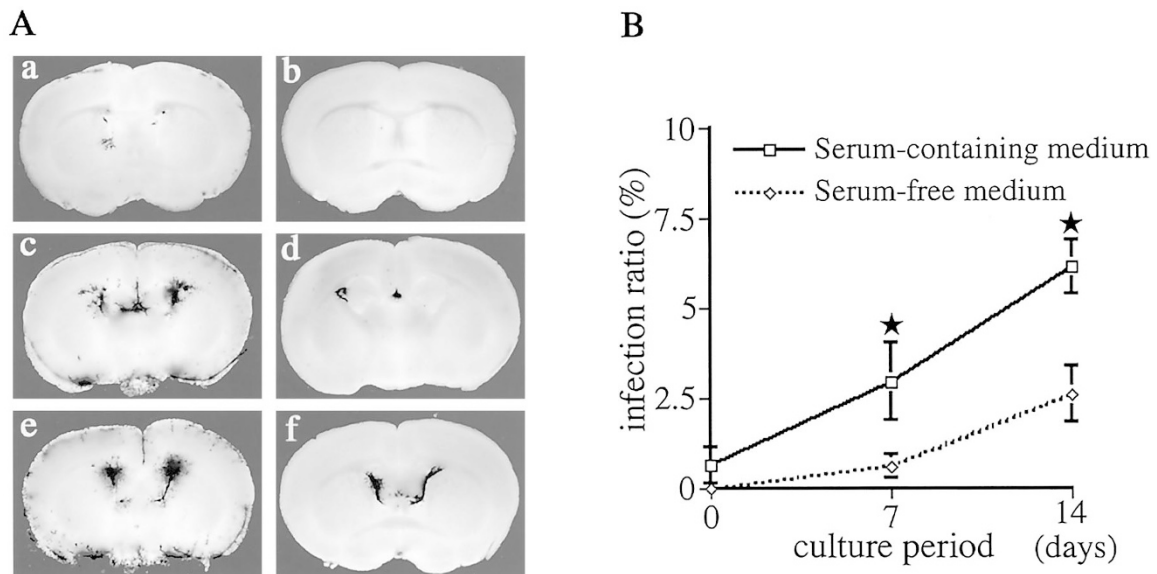 A
a
b
c
d
e
f
B
10
7.5
5
2.5
0
infection ratio (%)
Serum-containing medium
Serum-free medium
0
7
14
culture period
(days)